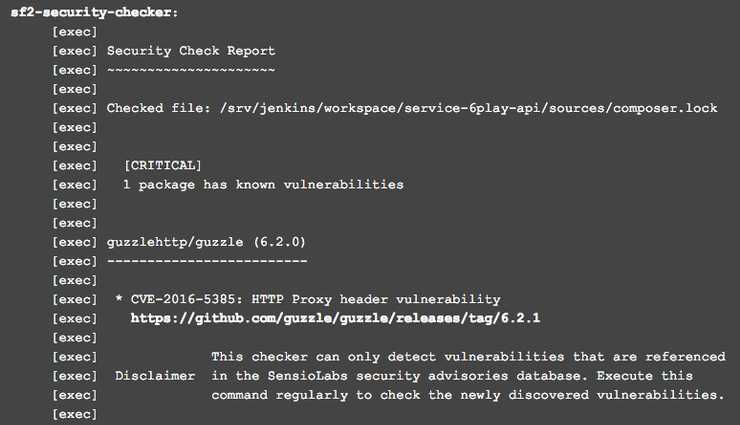 sf2-security-checker:
[exec]
[exec] Security Check Report
[exec] ~~~~~~~~~~~~~~~~~~~~~
[exec]
[exec] Checked file: /srv/jenkins/workspace/service-6play-api/sources/composer.lock
[exec]
[exec]
[exec] [CRITICAL]
[exec] 1 package has known vulnerabilities
[exec]
[exec]
[exec] guzzlehttp/guzzle (6.2.0)
[exec] -------------------------
[exec]
[exec] * CVE-2016-5385: HTTP Proxy header vulnerability
[exec] https://github.com/guzzle/guzzle/releases/tag/6.2.1
[exec]
[exec] This checker can only detect vulnerabilities that are referenced
[exec] Disclaimer in the SensioLabs security advisories database. Execute this
[exec] command regularly to check the newly discovered vulnerabilities.
[exec]